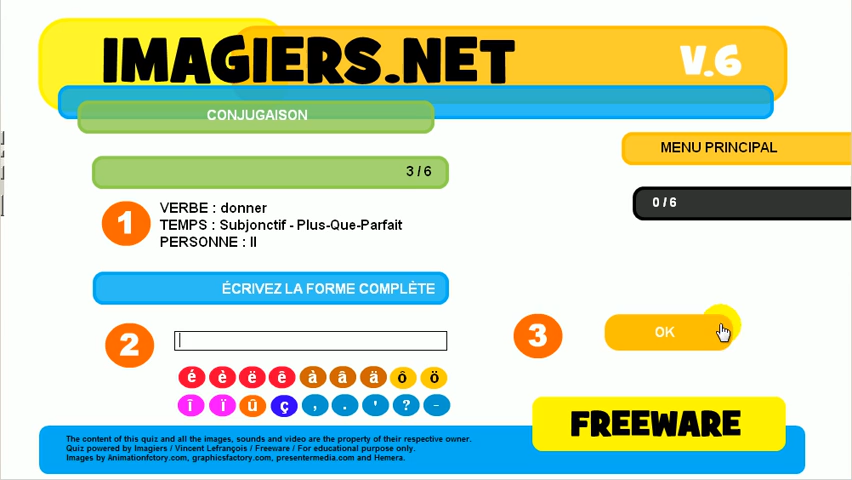 IMAGIERS.NET
V.6
CONJUGAISON
MENU PRINCIPAL
3 / 6
0 / 6
1
VERBE : donner
TEMPS : Subjonctif - Plus-Que-Parfait
PERSONNE : Il
ÉCRIVEZ LA FORME COMPLÈTE
2
3
OK
é è ë ē à â ä ô ö
î ï û ç , . ' ? -
FREEWARE
The content of this quiz and all the images, sounds and video are the property of their respective owner.
Quiz powered by Imagiers / Vincent Lefrançois / Freeware / For educational purpose only.
Images by Animationfctory.com, graphicsfactory.com, presentermedia.com and Hemera.